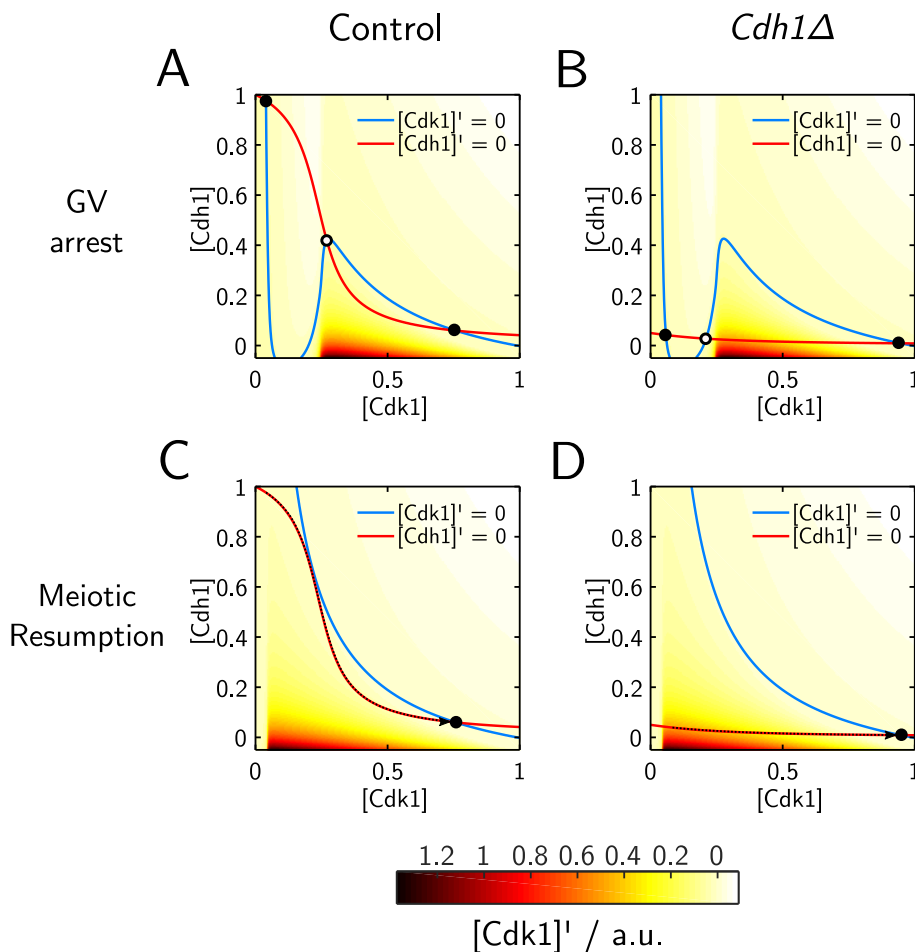 Control
Cdh1Δ
A
B
GV
arrest
[Cdh1]
1
0.8
0.6
0.4
0.2
0
[Cdk1]' = 0
[Cdh1]' = 0
0
0.5
1
[Cdk1]
[Cdh1]
1
0.8
0.6
0.4
0.2
0
[Cdk1]' = 0
[Cdh1]' = 0
0
0.5
1
[Cdk1]
C
D
Meiotic
Resumption
[Cdh1]
1
0.8
0.6
0.4
0.2
0
[Cdk1]' = 0
[Cdh1]' = 0
0
0.5
1
[Cdk1]
[Cdh1]
1
0.8
0.6
0.4
0.2
0
[Cdk1]' = 0
[Cdh1]' = 0
0
0.5
1
[Cdk1]
1.2 1 0.8 0.6 0.4 0.2 0
[Cdk1]' / a.u.